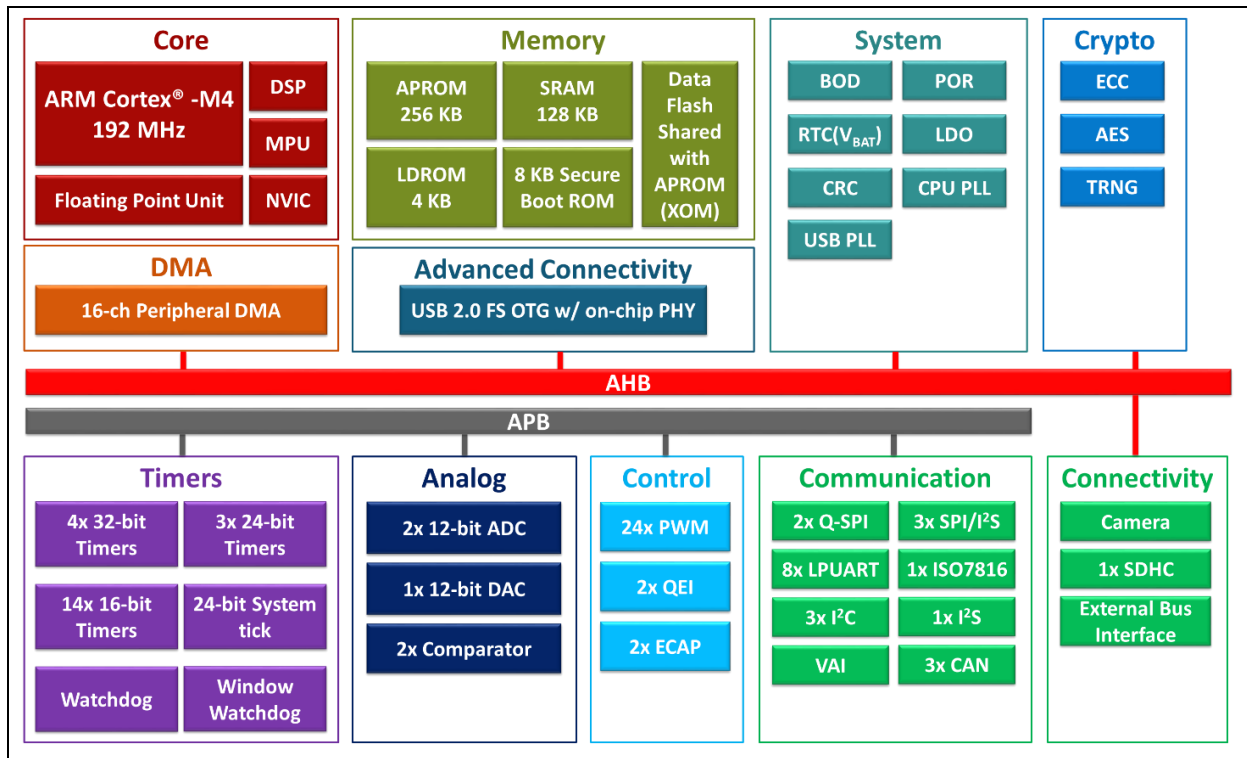 Core
ARM Cortex® -M4
192 MHz
DSP
MPU
Floating Point Unit
NVIC
Memory
APROM
256 KB
SRAM
128 KB
Data
Flash
Shared
with
APROM
(XOM)
LDROM
4 KB
8 KB Secure
Boot ROM
System
BOD
POR
RTC(VBAT)
LDO
CRC
CPU PLL
USB PLL
Crypto
ECC
AES
TRNG
DMA
16-ch Peripheral DMA
Advanced Connectivity
USB 2.0 FS OTG w/ on-chip PHY
AHB
APB
Timers
4x 32-bit
Timers
3x 24-bit
Timers
14x 16-bit
Timers
24-bit System
tick
Watchdog
Window
Watchdog
Analog
2x 12-bit ADC
1x 12-bit DAC
2x Comparator
Control
24x PWM
2x QEI
2x ECAP
Communication
2x Q-SPI
3x SPI/I²S
8x LPUART
1x ISO7816
3x I²C
1x I²S
VAI
3x CAN
Connectivity
Camera
1x SDHC
External Bus
Interface